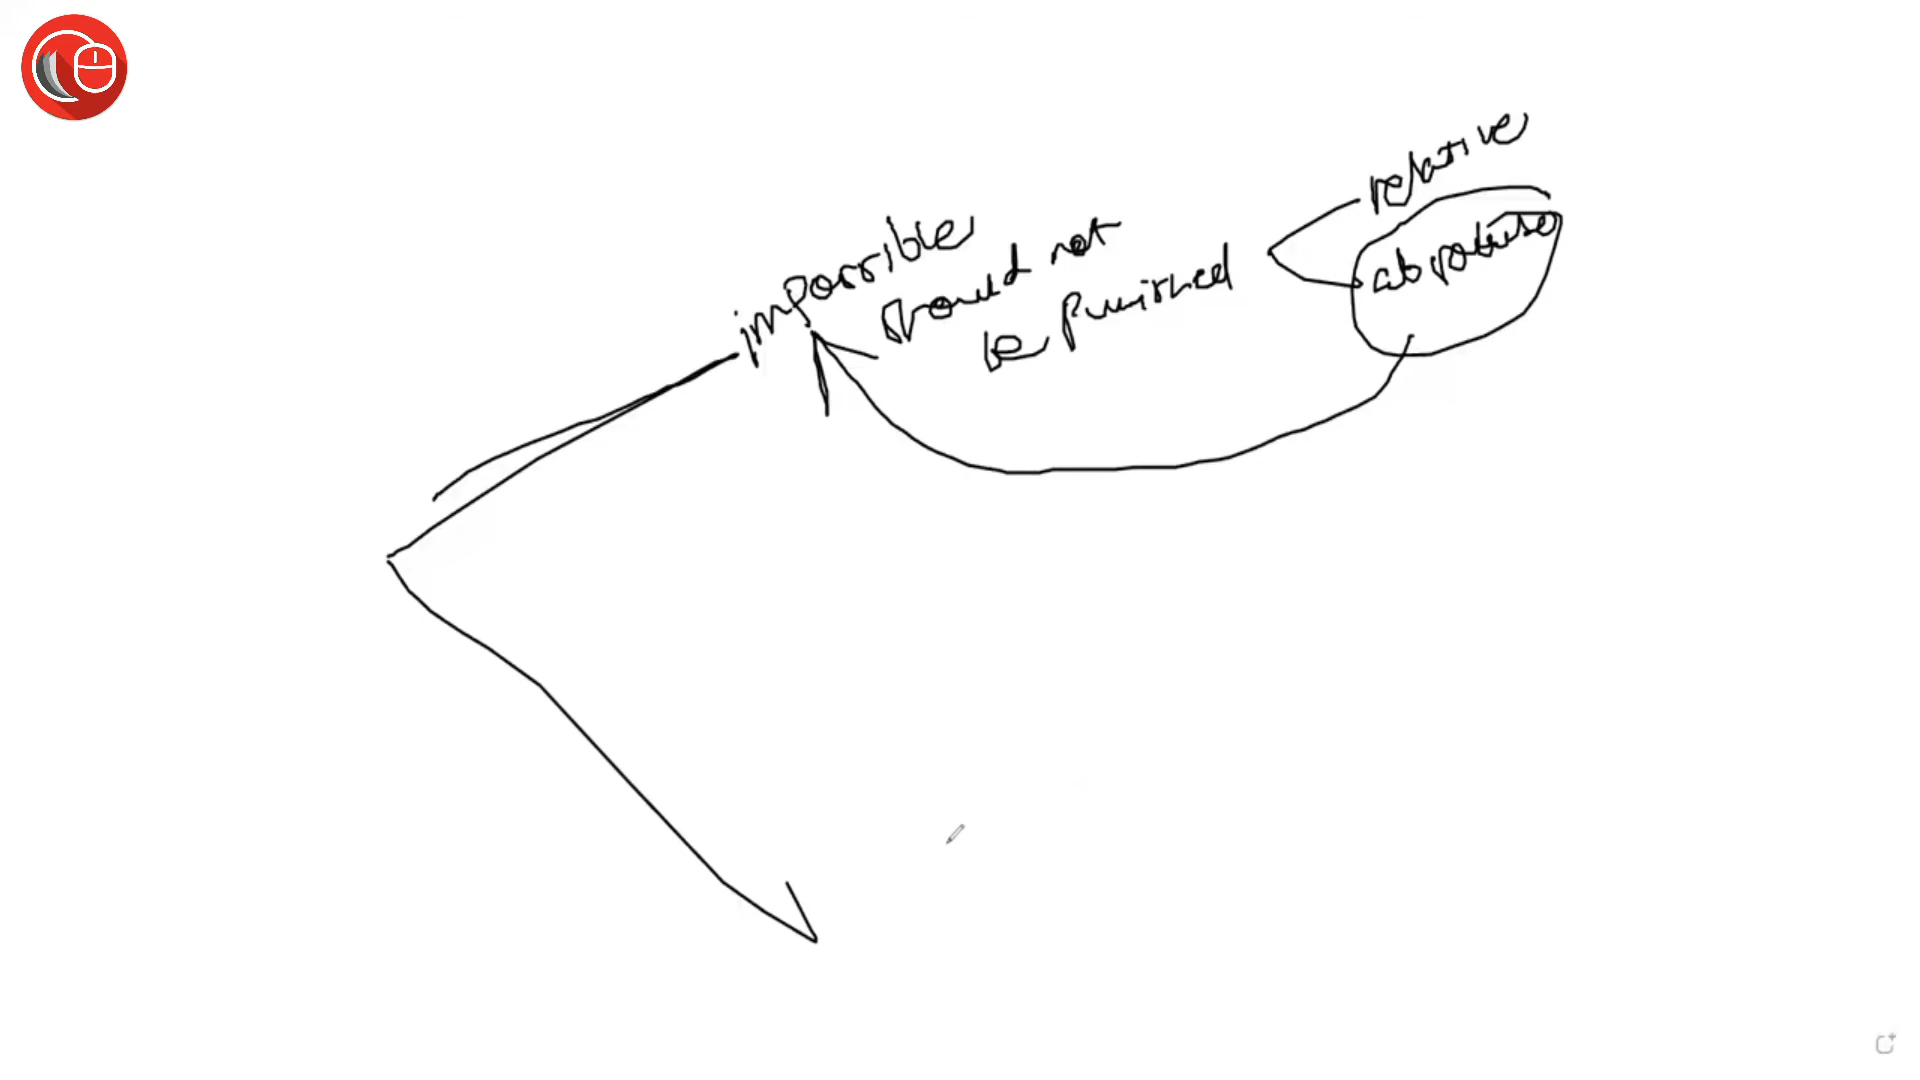 relative
absolute
impossible
should not
be punished